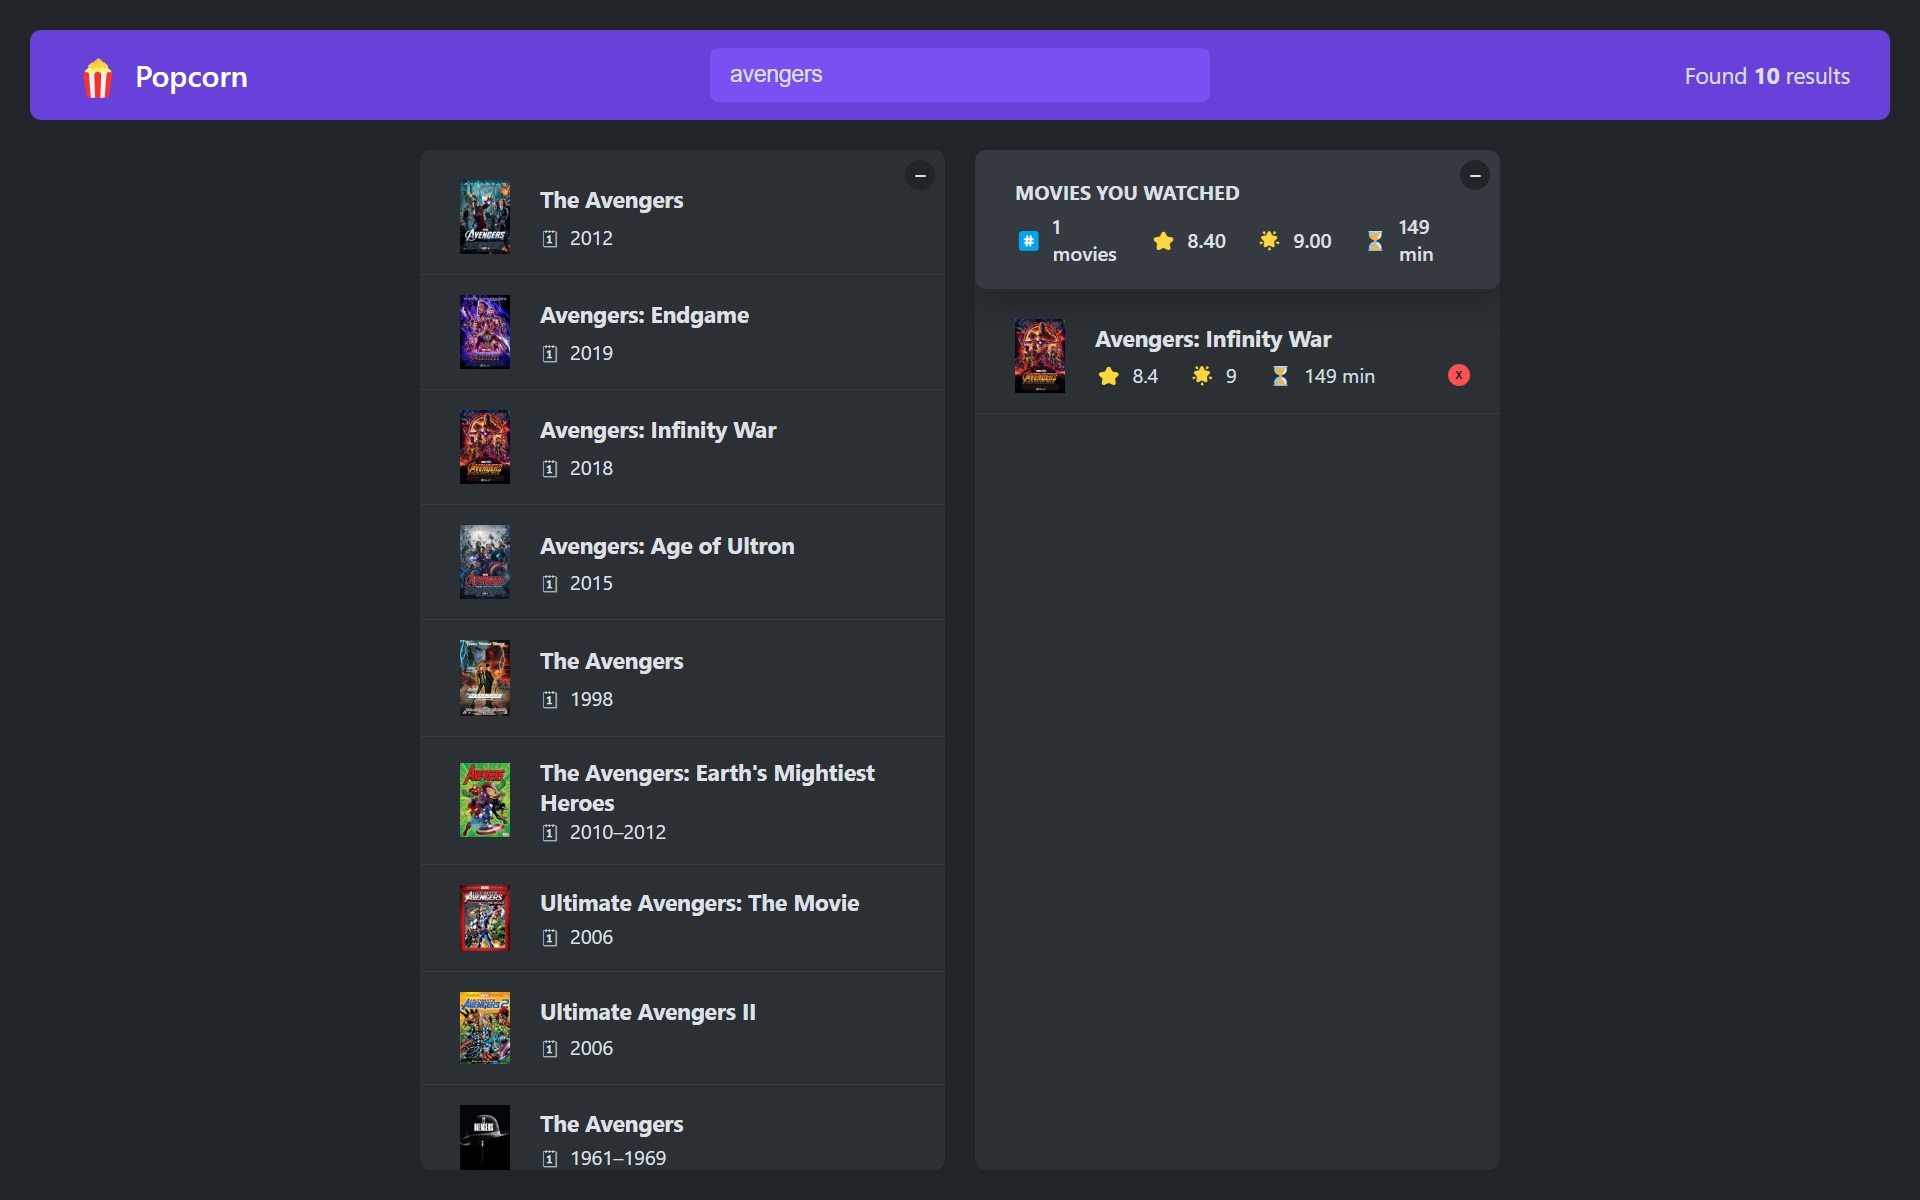 Popcorn
avengers
Found 10 results
The Avengers
2012
Avengers: Endgame
2019
Avengers: Infinity War
2018
Avengers: Age of Ultron
2015
The Avengers
1998
The Avengers: Earth's Mightiest
Heroes
2010–2012
Ultimate Avengers: The Movie
2006
Ultimate Avengers II
2006
The Avengers
1961–1969
MOVIES YOU WATCHED
1
movies
8.40
9.00
149
min
Avengers: Infinity War
8.4
9
149 min
X